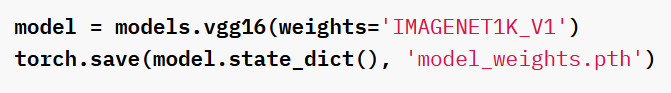 model = models.vgg16(weights='IMAGENET1K_V1')
torch.save(model.state_dict(), 'model_weights.pth')